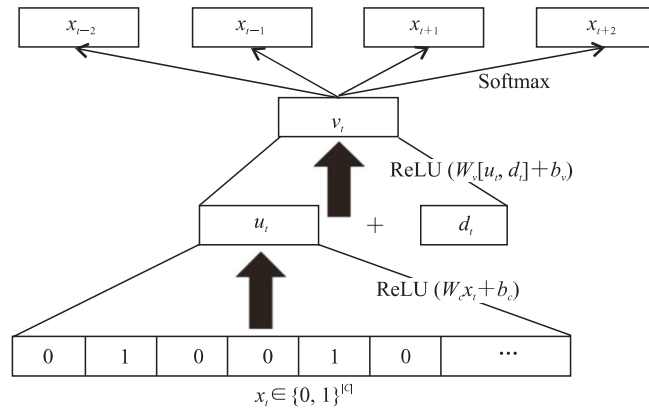 x_{t−2} x_{t−1} x_{t+1} x_{t+2}
Softmax
v_t
ReLU (W_v[u_t, d_t]+b_v)
u_t + d_t
ReLU (W_c x_t+b_c)
0 1 0 0 1 0 ···
x_t∈{0, 1}^{|C|}